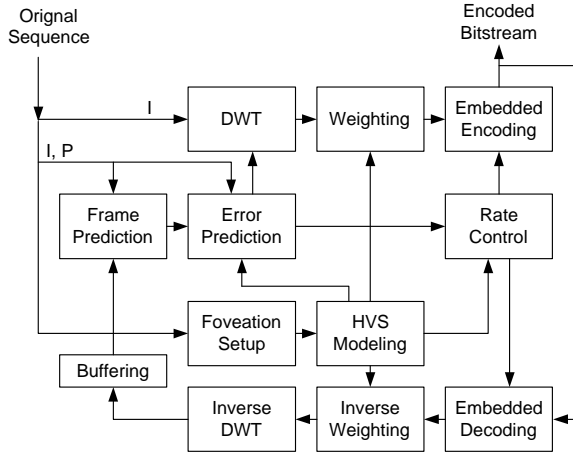 Orignal
Sequence
Encoded
Bitstream
I
DWT
Weighting
Embedded
Encoding
I, P
Frame
Prediction
Error
Prediction
Rate
Control
Foveation
Setup
HVS
Modeling
Buffering
Inverse
DWT
Inverse
Weighting
Embedded
Decoding